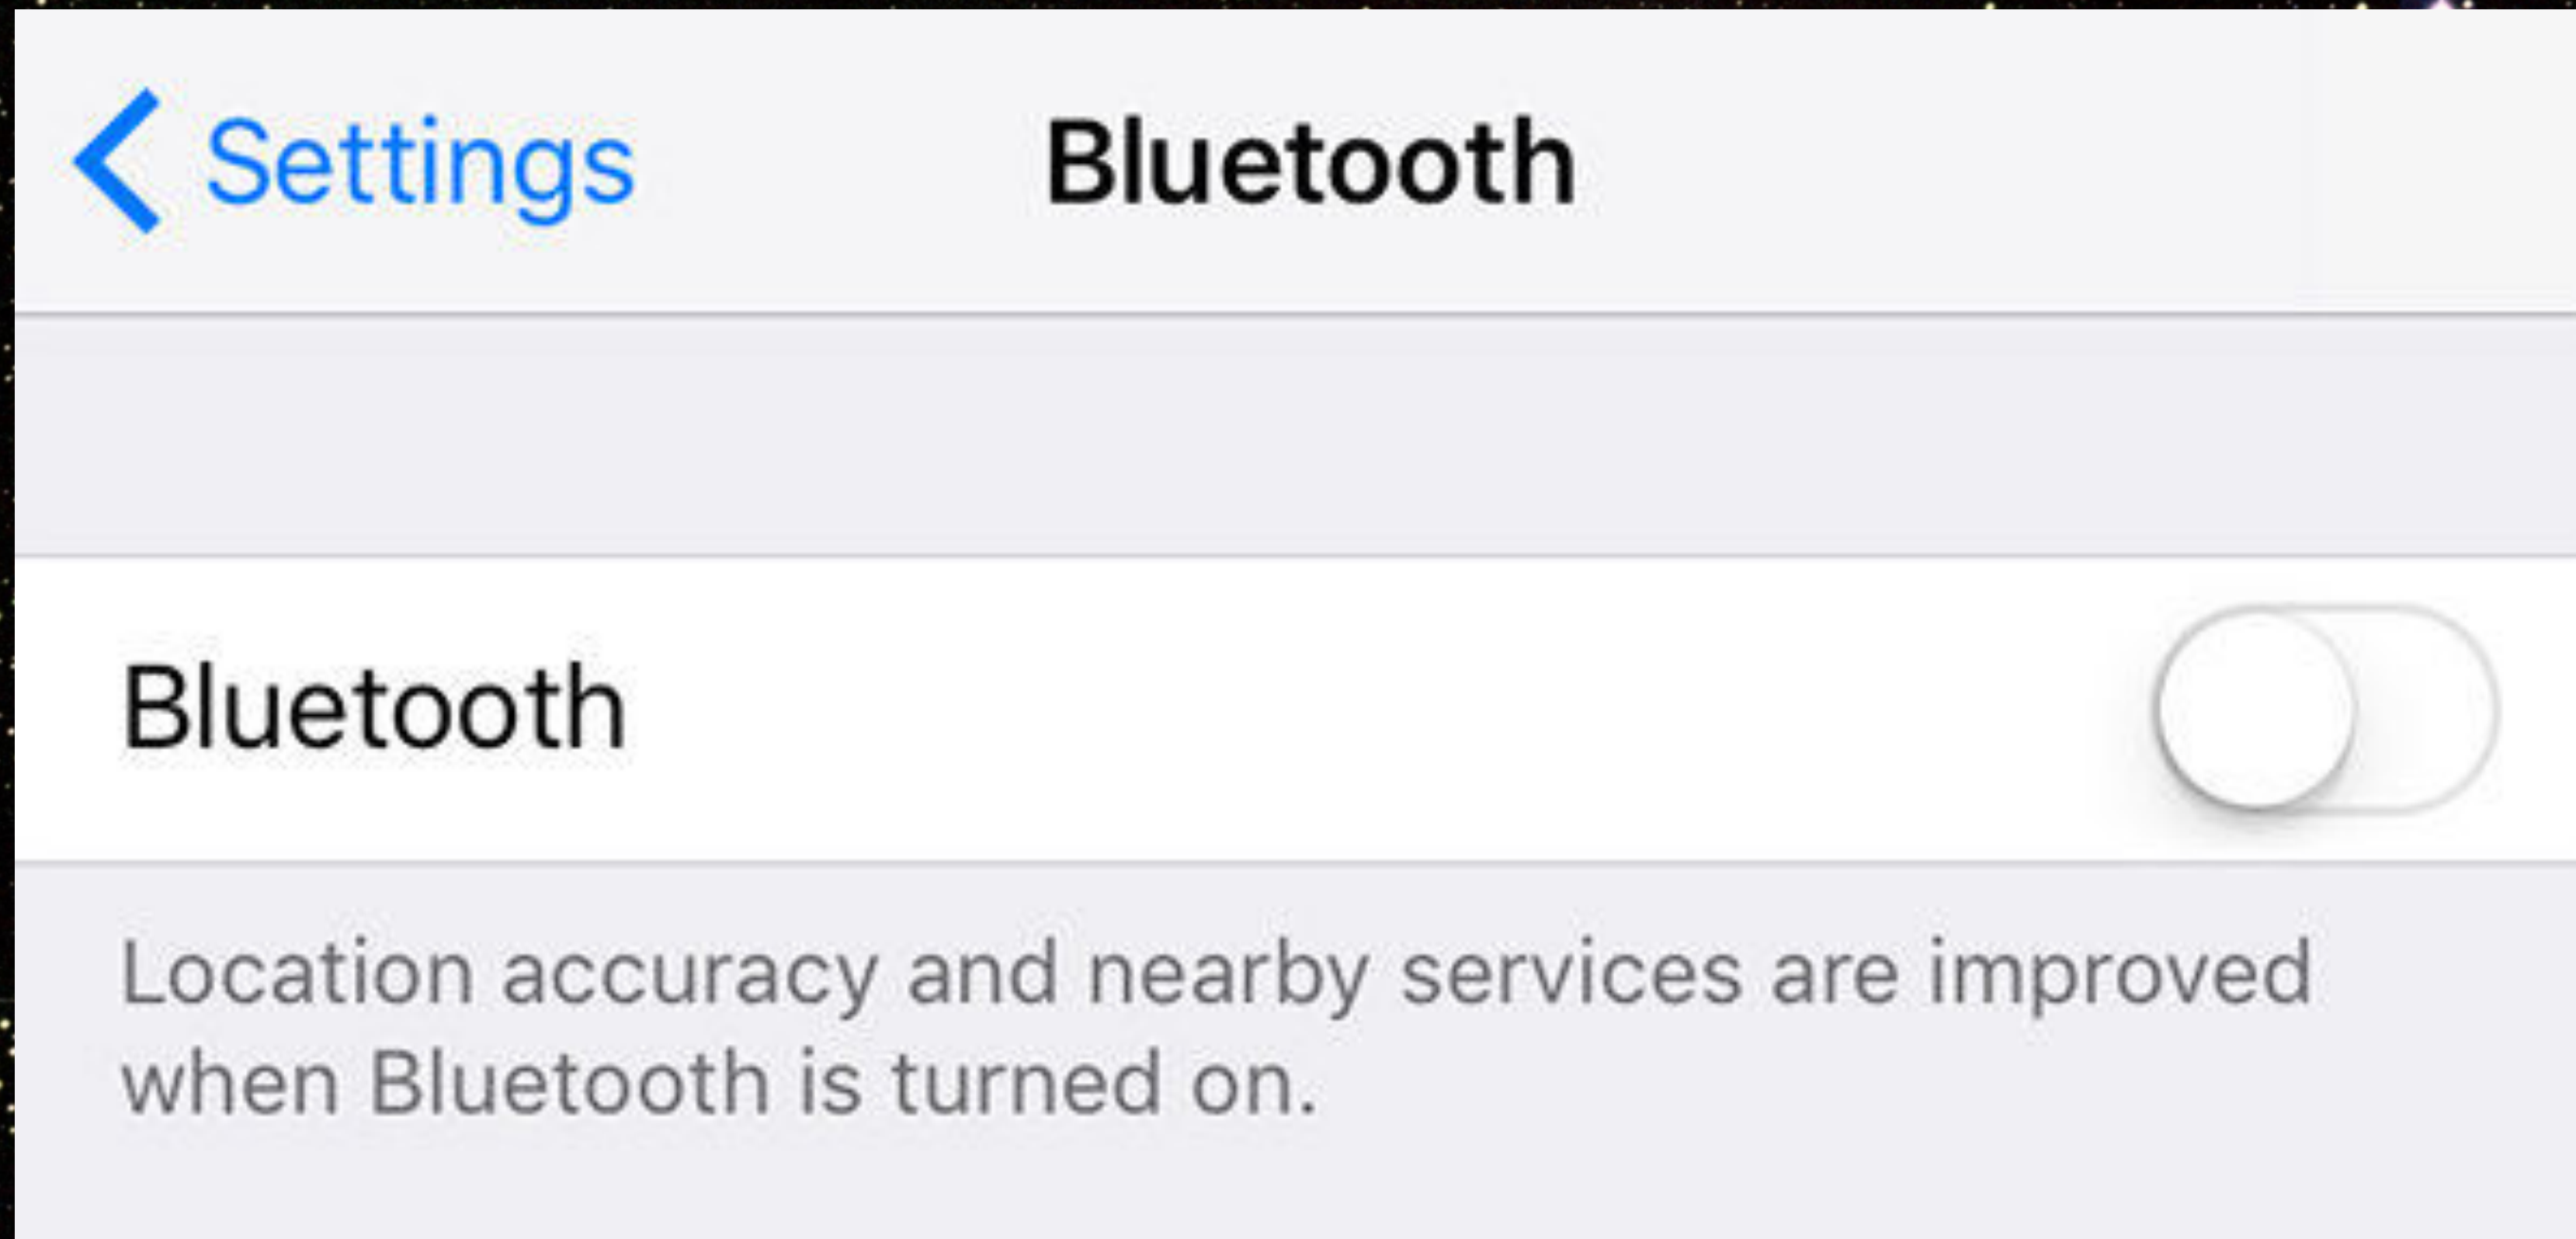 Settings
Bluetooth
Bluetooth
Location accuracy and nearby services are improved
when Bluetooth is turned on.